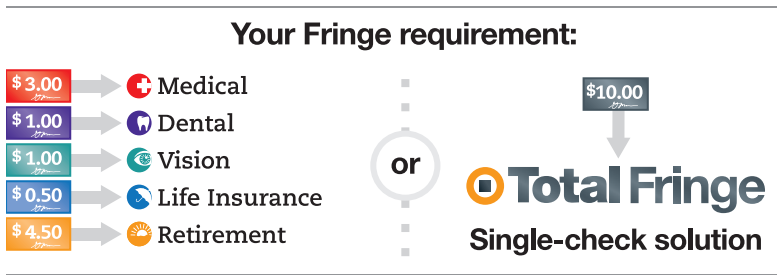 Your Fringe requirement:
$3.00 Medical
$1.00 Dental
$1.00 Vision
$0.50 Life Insurance
$4.50 Retirement
or
$10.00
Total Fringe
Single-check solution